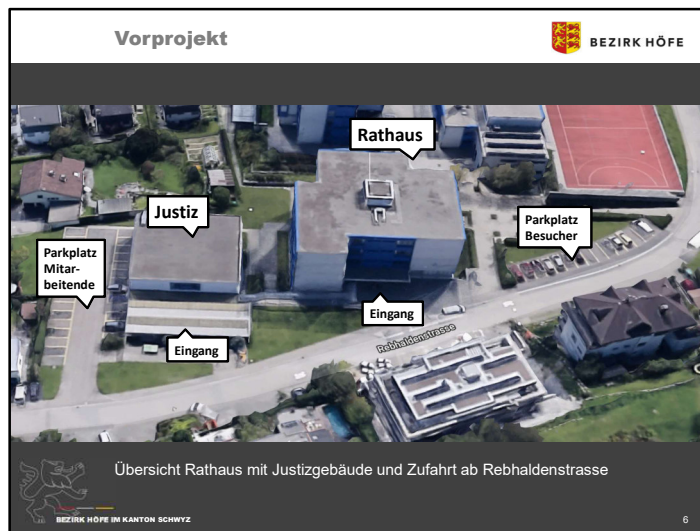 Vorprojekt
BEZIRK HÖFE
Rathaus
Justiz
Parkplatz
Mitar-
beitende
Parkplatz
Besucher
Eingang
Eingang
Rebhaldenstrasse
Übersicht Rathaus mit Justizgebäude und Zufahrt ab Rebhaldenstrasse
BEZIRK HÖFE IM KANTON SCHWYZ
6